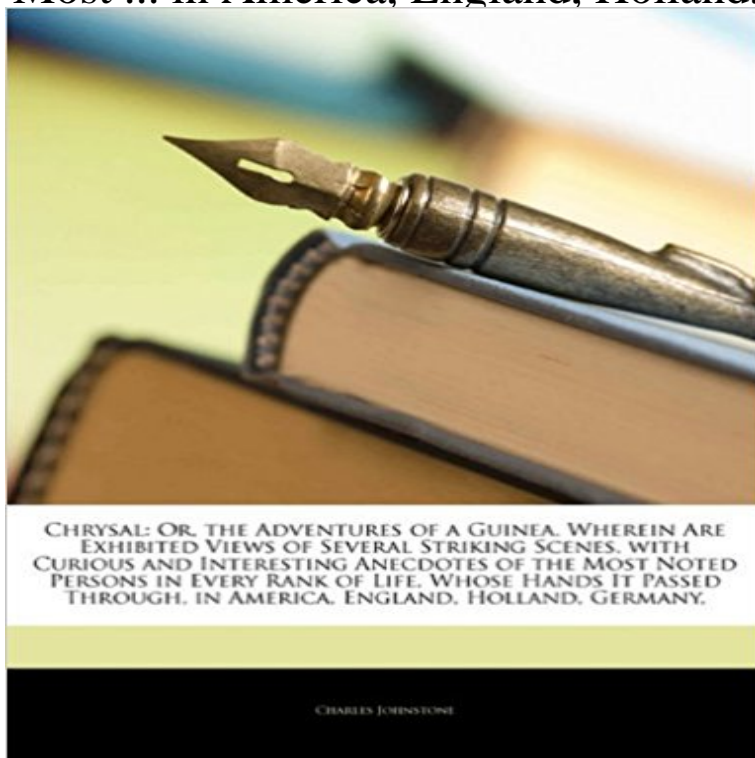 Most ... in America, England, Holland,
CHRYSAL: OR, THE ADVENTURES OF A GUINEA. WHEREIN ARE
EXHIBITED VIEWS OF SEVERAL STRIKING SCENES, WITH
CURIOUS AND INTERESTING ANECDOTES OF THE MOST NOTED
PERSONS IN EVERY RANK OF LIFE, WHOSE HANDS IT PASSED
THROUGH, IN AMERICA, ENGLAND, HOLLAND, GERMANY,
CHARLES JOHNSTONE